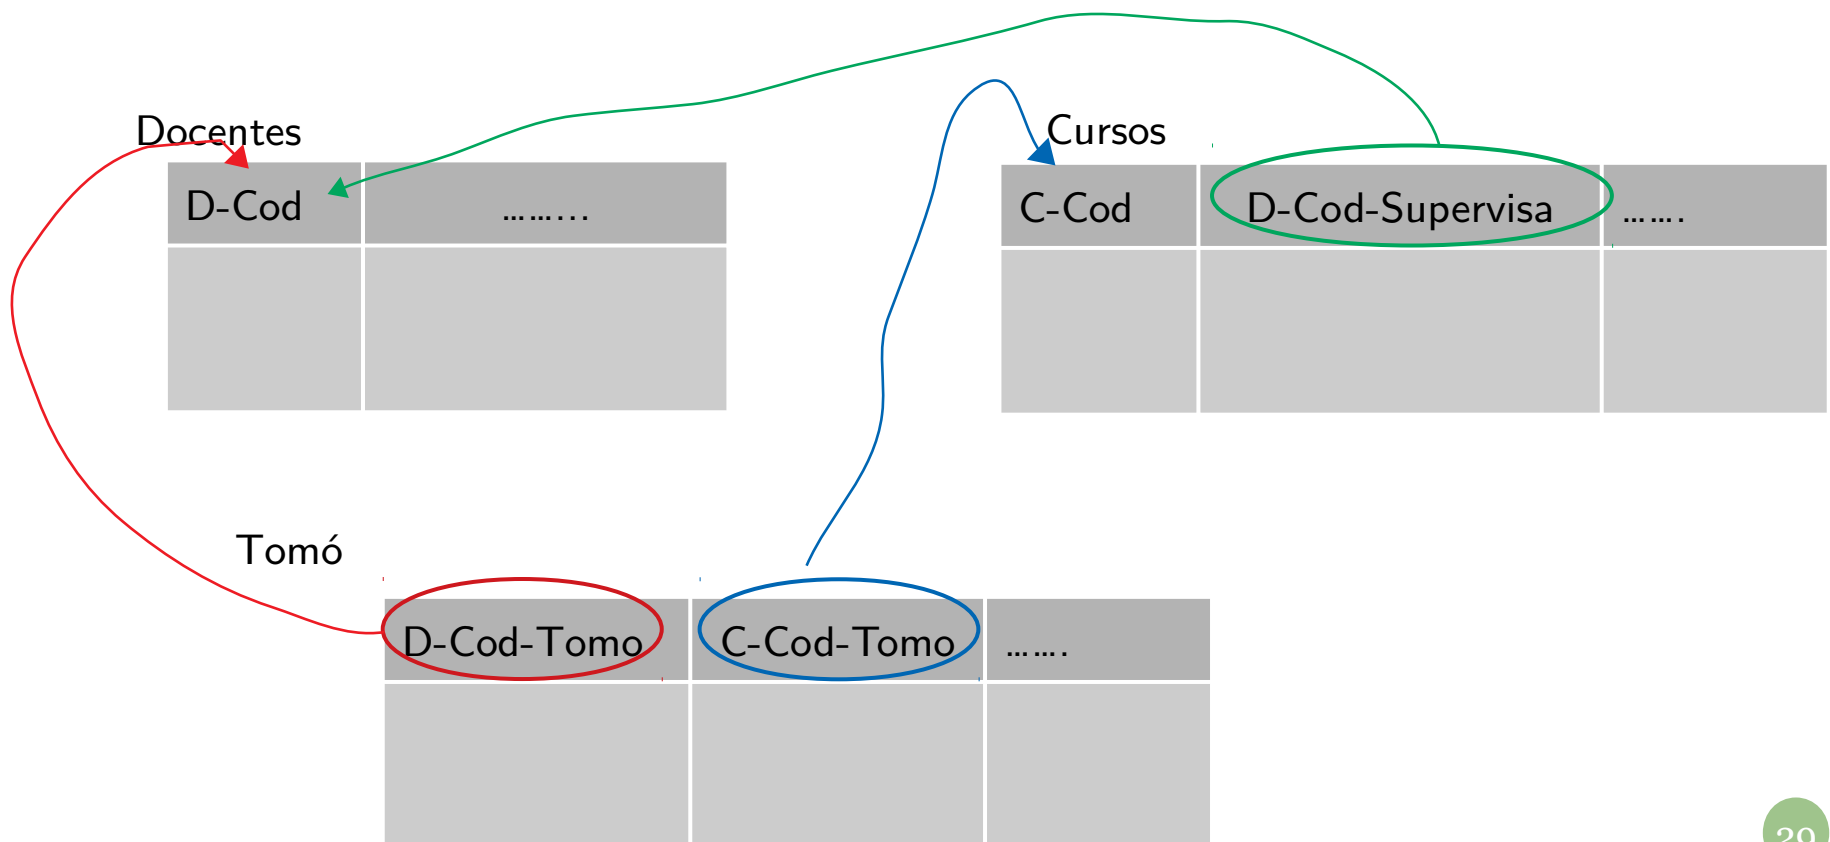 Docentes
Cursos
D-Cod
... ... ...
C-Cod
D-Cod-Supervisa
... ... .
Tomó
D-Cod-Tomo
C-Cod-Tomo
... ... .